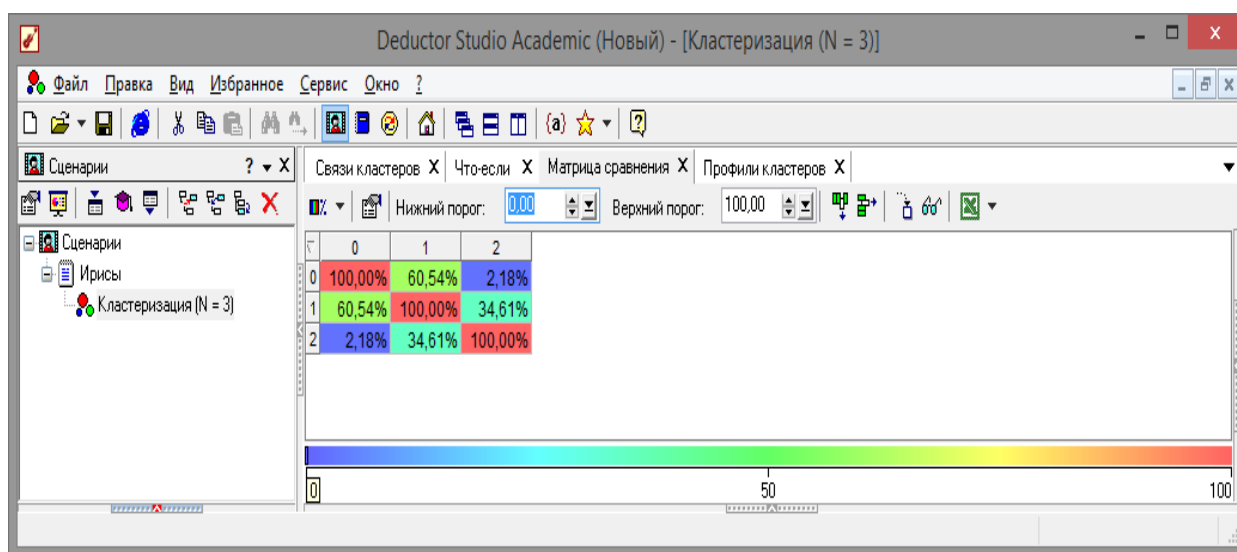 Deductor Studio Academic (Новый) - [Кластеризация (N = 3)]
Файл Правка Вид Избранное Сервис Окно ?
Сценарии
Связи кластеров X Что-если X Матрица сравнения X Профили кластеров X
Нижний порог: 0,00 Верхний порог: 100,00
Сценарии
Ирисы
Кластеризация (N = 3)
0 1 2
0 100,00% 60,54% 2,18%
1 60,54% 100,00% 34,61%
2 2,18% 34,61% 100,00%
0 50 100